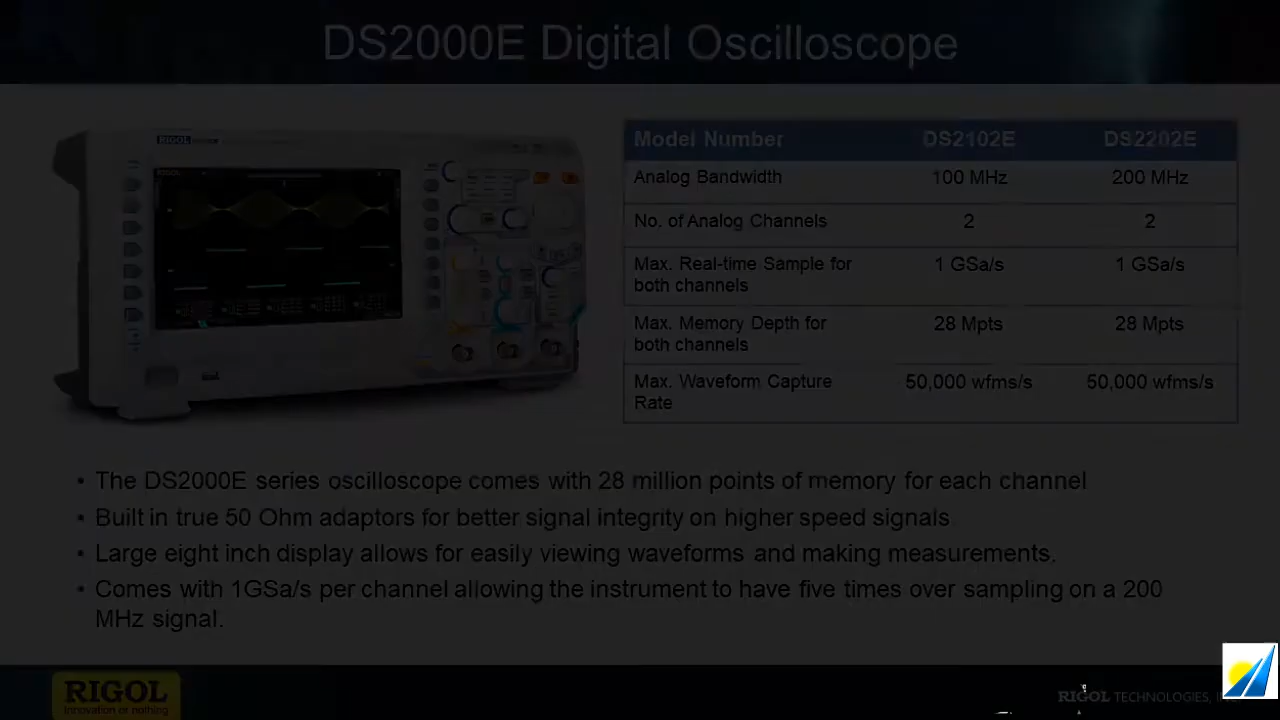 DS2000E Digital Oscilloscope
RIGOL
RIGOL
Model Number DS2102E DS2202E
Analog Bandwidth 100 MHz 200 MHz
No. of Analog Channels 2 2
Max. Real-time Sample for both channels 1 GSa/s 1 GSa/s
Max. Memory Depth for both channels 28 Mpts 28 Mpts
Max. Waveform Capture Rate 50,000 wfms/s 50,000 wfms/s
• The DS2000E series oscilloscope comes with 28 million points of memory for each channel
• Built in true 50 Ohm adaptors for better signal integrity on higher speed signals.
• Large eight inch display allows for easily viewing waveforms and making measurements.
• Comes with 1GSa/s per channel allowing the instrument to have five times over sampling on a 200
MHz signal.
RIGOL
Innovation or nothing
RIGOL TECHNOLOGIES,